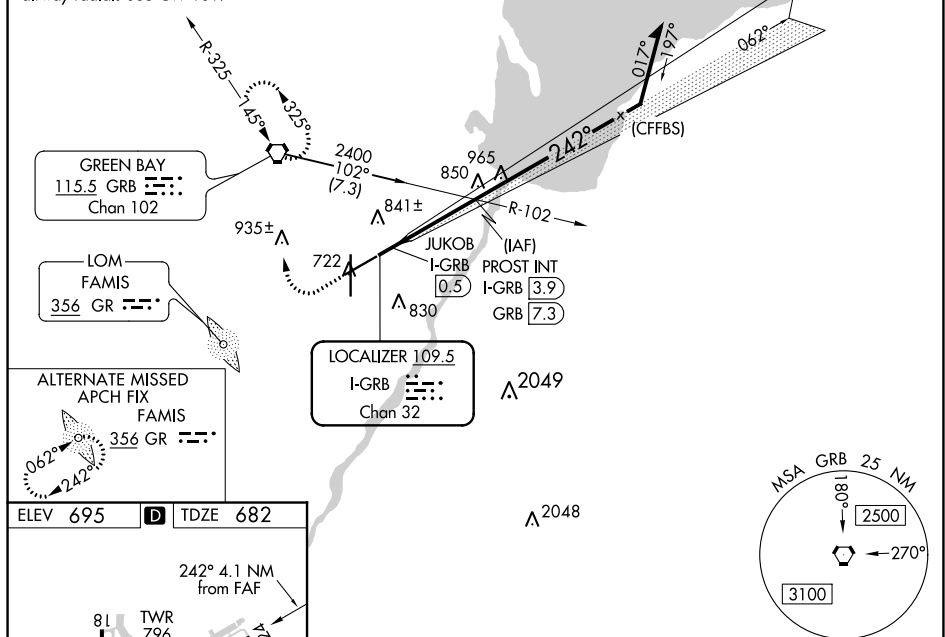 R-325
145°
325°
2400
102°
(7.3)
850
965
242°
017°
197°
062°
(CFFBS)
GREEN BAY
115.5 GRB
Chan 102
841±
R-102
935±
722
JUKOB
I-GRB
0.5
(IAF)
PROST INT
I-GRB 3.9
GRB 7.3
830
LOM
FAMIS
356 GR
LOCALIZER 109.5
I-GRB
Chan 32
2049
ALTERNATE MISSED
APCH FIX
FAMIS
356 GR
062°
242°
2048
MSA GRB 25 NM
180°
2500
270°
3100
ELEV 695 D TDZE 682
242° 4.1 NM
from FAF
18
TWR
796
24